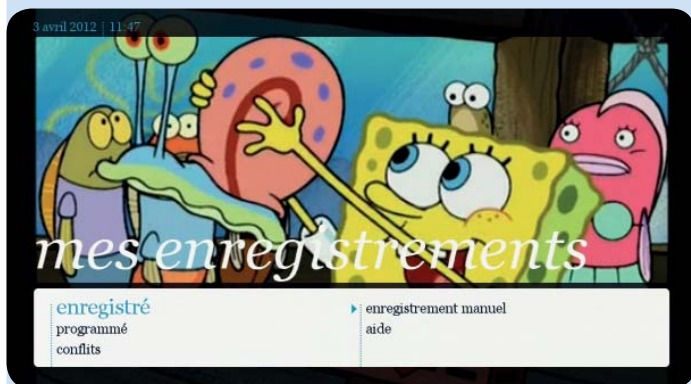 3 avril 2012 | 11:47
mes enregistrements
enregistré
programmé
conflits
enregistrement manuel
aide